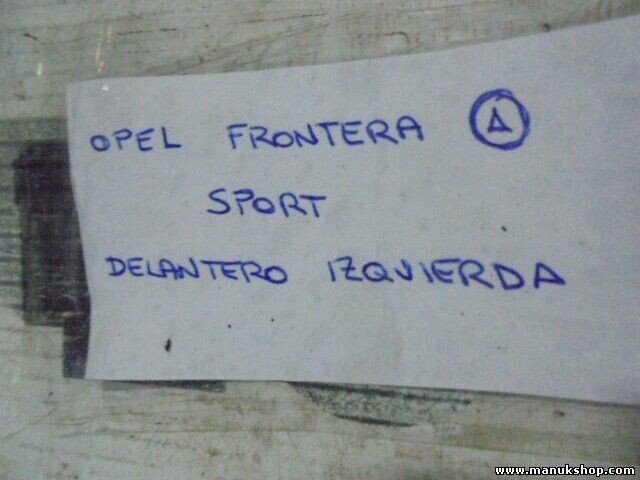 OPEL FRONTERA A
SPORT
DELANTERO IZQUIERDA
www.manukshop.com